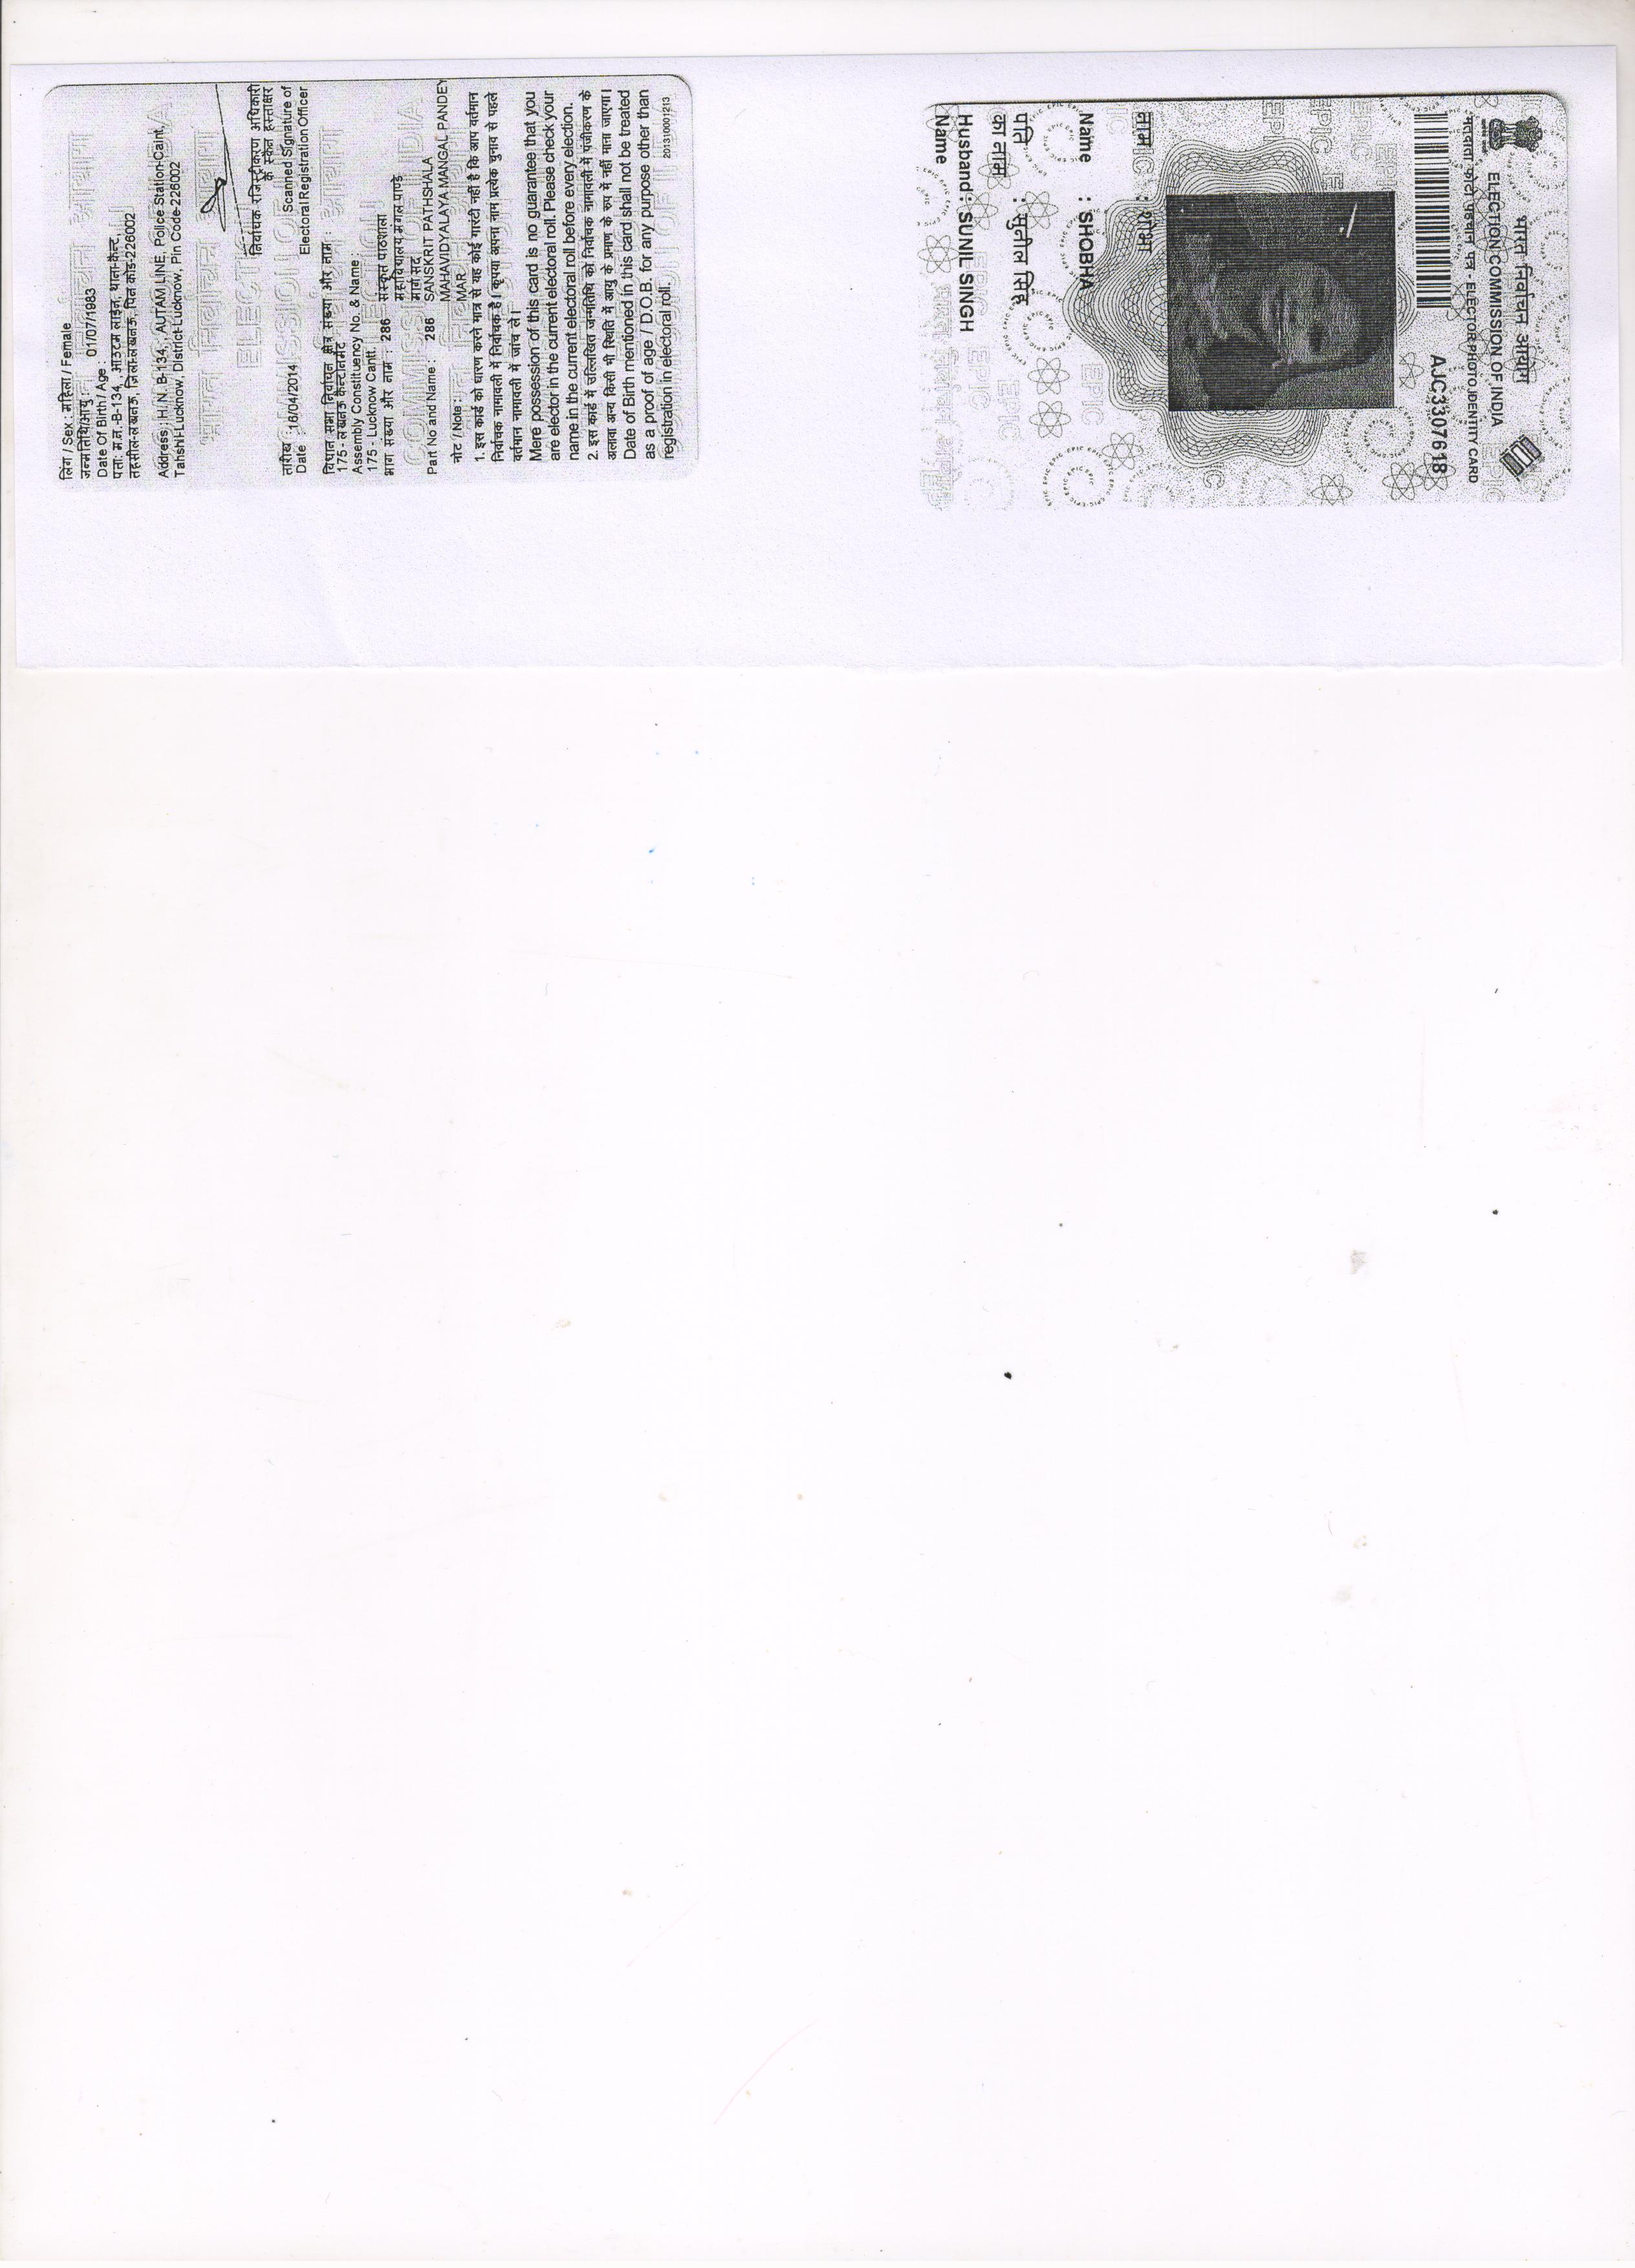 भारत निर्वाचन आयोग
ELECTION COMMISSION OF INDIA
मतदाता फोटो पहचान पत्र - ELECTOR PHOTO IDENTITY CARD
AJC3307618
नाम : शोभा
Name : SHOBHA
पति : सुनील सिंह
का नाम
Husband : SUNIL SINGH
Name
लिंग / Sex : महिला / Female
जन्मतिथि/आयु :
Date Of Birth / Age : 01/07/1983
पता: म.न.-B-134, , आउटम लाईन, थाना-कैन्ट,
तहसील-लखनऊ, जिला-लखनऊ, पिन कोड-226002
Address : H. N. B-134, , AUTAM LINE, Police Station-Caint,
Tahshl-Lucknow, District-Lucknow, Pin Code-226002
निर्वाचक रजिस्ट्रीकरण अधिकारी
के स्कैन हस्ताक्षर
तारीख
Date : 16/04/2014
Scanned Signature of
Electoral Registration Officer
विधान सभा निर्वाचन क्षेत्र संख्या और नाम :
175 - लखनऊ कैन्टोनमेंट
Assembly Constituency No. & Name :
175 - Lucknow Cantt.
भाग संख्या और नाम : 286 संस्कृत पाठशाला
महाविद्यालय मंगल पाण्डे
मार्ग सद
Part No and Name : 286 SANSKRIT PATHSHALA
MAHAVIDYALAYA MANGAL PANDEY
MAR
नोट / Note :
1. इस कार्ड को धारण करने मात्र से यह कोई गारंटी नहीं है कि आप वर्तमान
निर्वाचक नामावली में निर्वाचक है। कृपया अपना नाम प्रत्येक चुनाव से पहले
वर्तमान नामावली में जांच लें।
Mere possession of this card is no guarantee that you
are elector in the current electoral roll. Please check your
name in the current electoral roll before every election.
2. इस कार्ड में उल्लिखित जन्मतिथि को निर्वाचक नामावली में पंजीकरण के
अलावा अन्य किसी भी स्थिति में आयु के प्रमाण के रूप में नहीं माना जाएगा।
Date of Birth mentioned in this card shall not be treated
as a proof of age / D.O.B. for any purpose other than
registration in electoral roll.
2013100001213